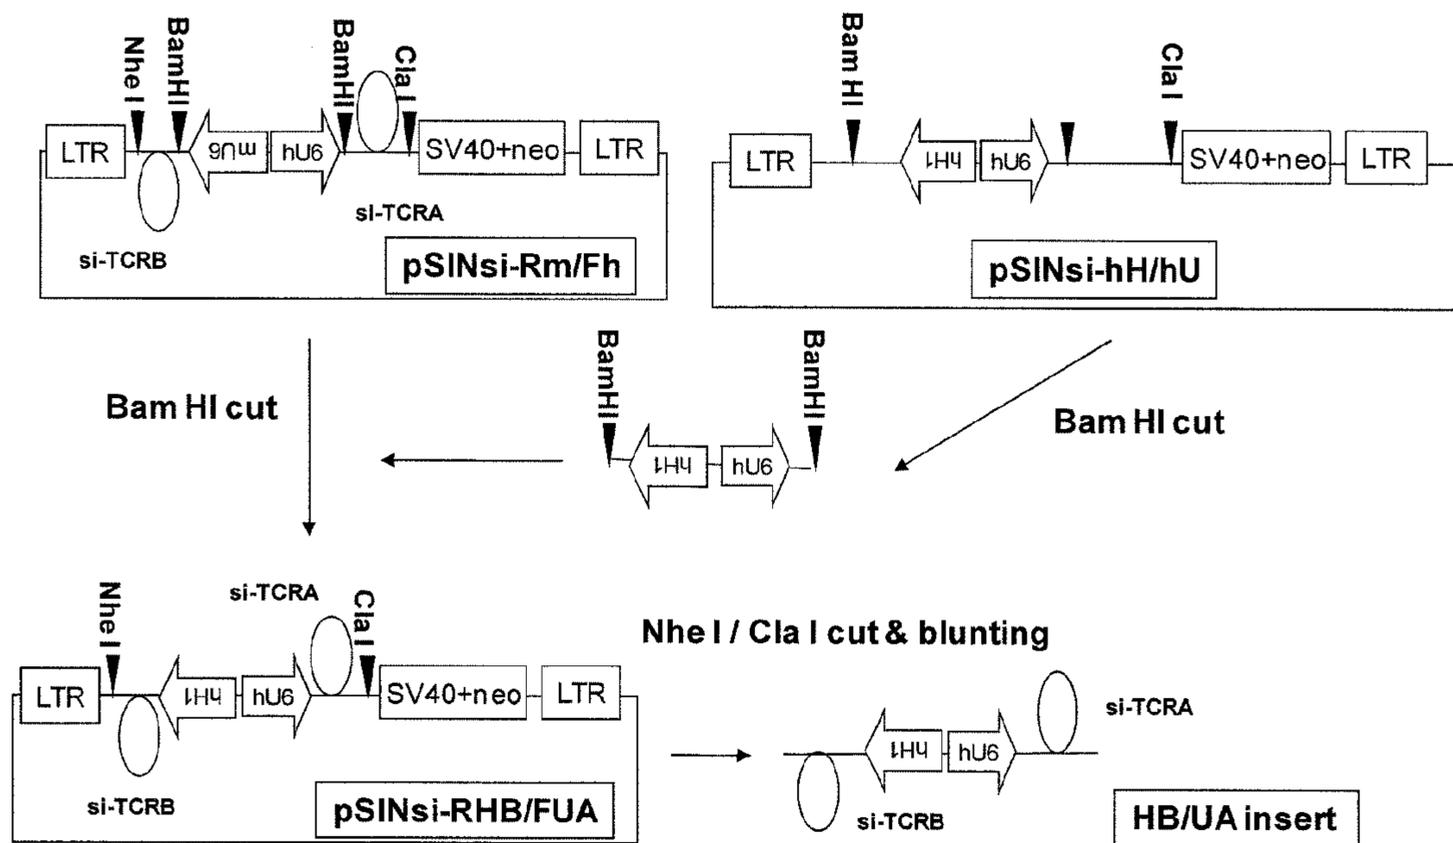 Nhe I
BamHI
BamHI
Cla I
LTR
mU6
hU6
SV40+neo
LTR
si-TCRB
si-TCRA
pSINsi-Rm/Fh
Bam HI
Cla I
LTR
hH1
hU6
SV40+neo
LTR
pSINsi-hH/hU
Bam HI cut
BamHI
BamHI
hH1
hU6
Bam HI cut
Nhe I
si-TCRA
Cla I
LTR
hH1
hU6
SV40+neo
LTR
si-TCRB
pSINsi-RHB/FUA
Nhe I / Cla I cut & blunting
si-TCRA
hH1
hU6
si-TCRB
HB/UA insert